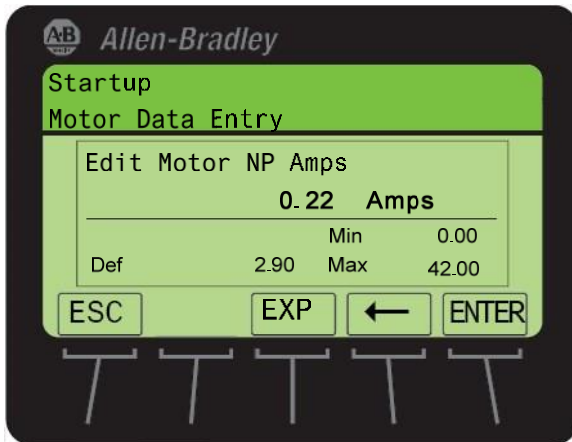 A·B Allen-Bradley
Startup
Motor Data Entry
Edit Motor NP Amps
0.22 Amps
Min 0.00
Def 2.90 Max 42.00
ESC EXP ← ENTER